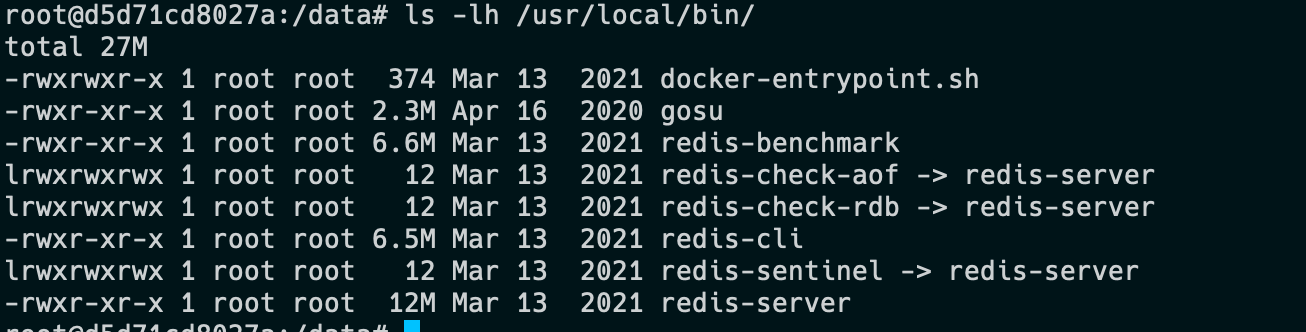 root@d5d71cd8027a:/data# ls -lh /usr/local/bin/
total 27M
-rwxrwxr-x 1 root root  374 Mar 13  2021 docker-entrypoint.sh
-rwxr-xr-x 1 root root 2.3M Apr 16  2020 gosu
-rwxr-xr-x 1 root root 6.6M Mar 13  2021 redis-benchmark
lrwxrwxrwx 1 root root   12 Mar 13  2021 redis-check-aof -> redis-server
lrwxrwxrwx 1 root root   12 Mar 13  2021 redis-check-rdb -> redis-server
-rwxr-xr-x 1 root root 6.5M Mar 13  2021 redis-cli
lrwxrwxrwx 1 root root   12 Mar 13  2021 redis-sentinel -> redis-server
-rwxr-xr-x 1 root root  12M Mar 13  2021 redis-server
root@d5d71cd8027a:/data#